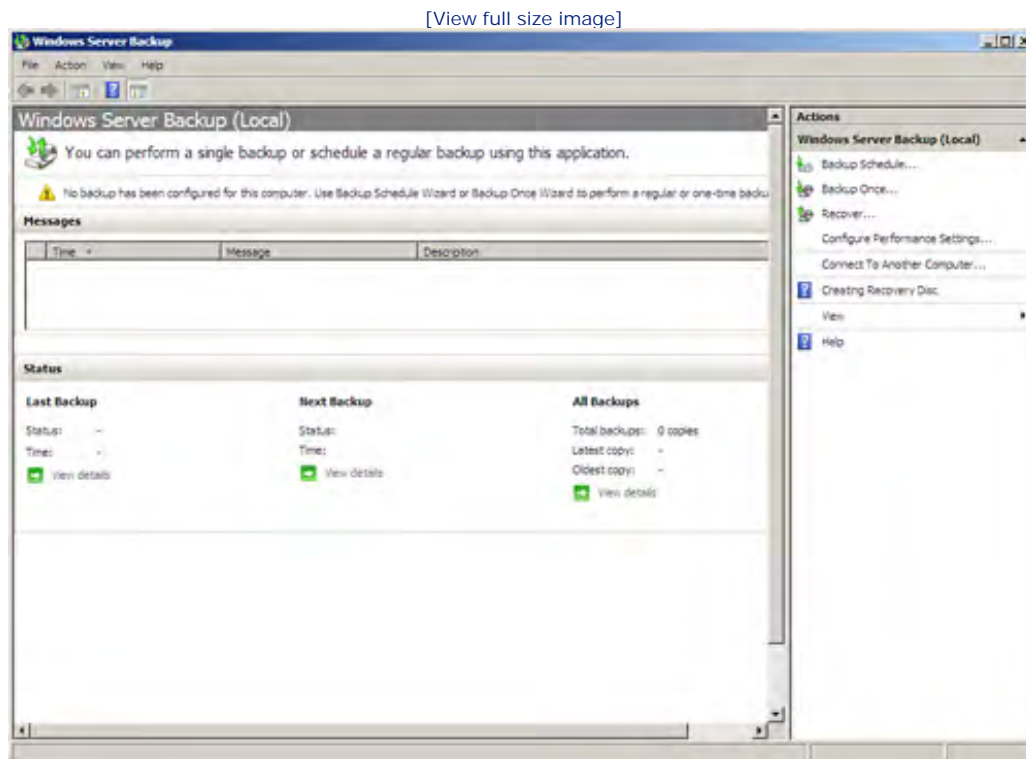 [View full size image]
Windows Server Backup
File Action View Help
Windows Server Backup (Local)
You can perform a single backup or schedule a regular backup using this application.
No backup has been configured for this computer. Use Backup Schedule Wizard or Backup Once Wizard to perform a regular or one-time backu
Messages
Time Message Description
Status
Last Backup
Status: -
Time: -
View details
Next Backup
Status:
Time:
View details
All Backups
Total backups: 0 copies
Latest copy: -
Oldest copy: -
View details
Actions
Windows Server Backup (Local)
Backup Schedule...
Backup Once...
Recover...
Configure Performance Settings...
Connect To Another Computer...
Creating Recovery Disc
View
Help